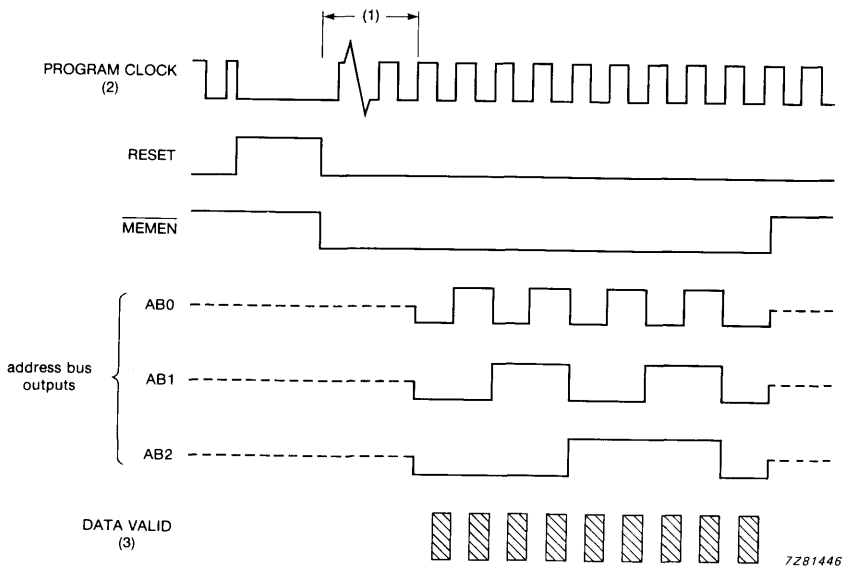 (1)
PROGRAM CLOCK
(2)
RESET
MEMEN
AB0
address bus
outputs
AB1
AB2
DATA VALID
(3)
7Z81446